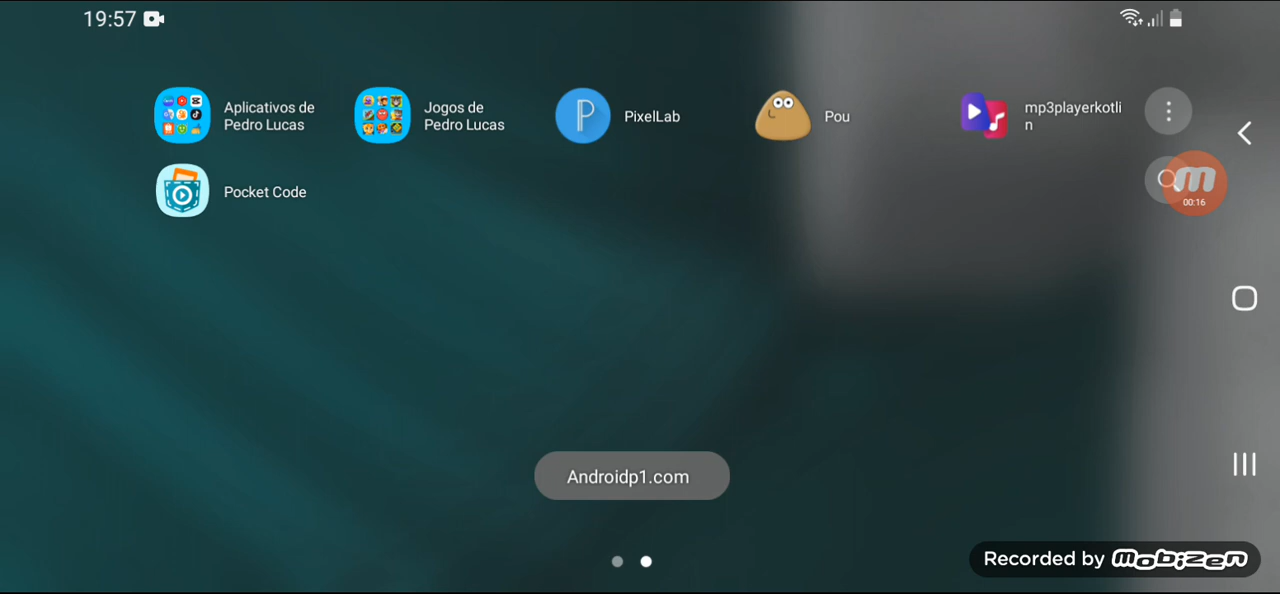 19:57
Aplicativos de
Pedro Lucas
Jogos de
Pedro Lucas
P
PixelLab
Pou
mp3playerkotli
n
Pocket Code
m
00:16
Androidp1.com
Recorded by mobizen